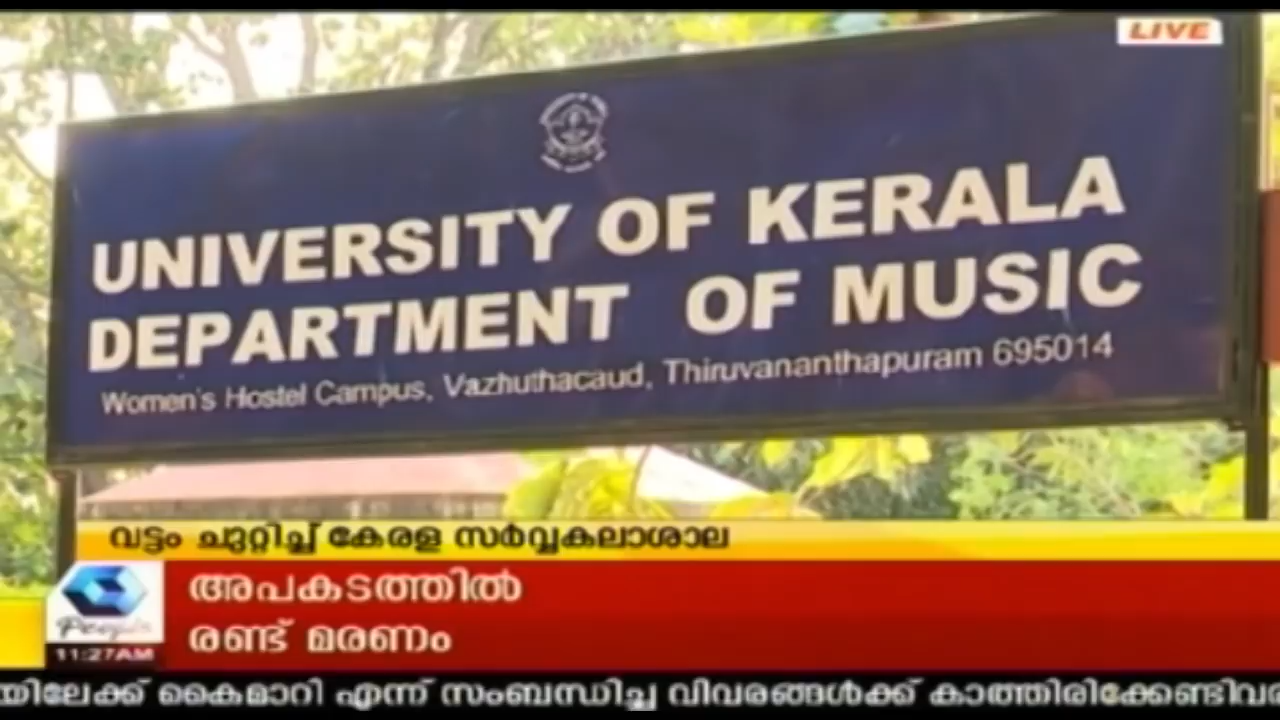 LIVE
UNIVERSITY OF KERALA
DEPARTMENT OF MUSIC
Women's Hostel Campus, Vazhuthacaud, Thiruvananthapuram 695014
വട്ടം ചുറ്റിച്ച് കേരള സർവ്വകലാശാല
അപകടത്തിൽ
രണ്ട് മരണം
People
11:27AM
യിലേക്ക് കൈമാറി എന്ന് സംബന്ധിച്ച വിവരങ്ങൾക്ക് കാത്തിരിക്കേണ്ടിവര